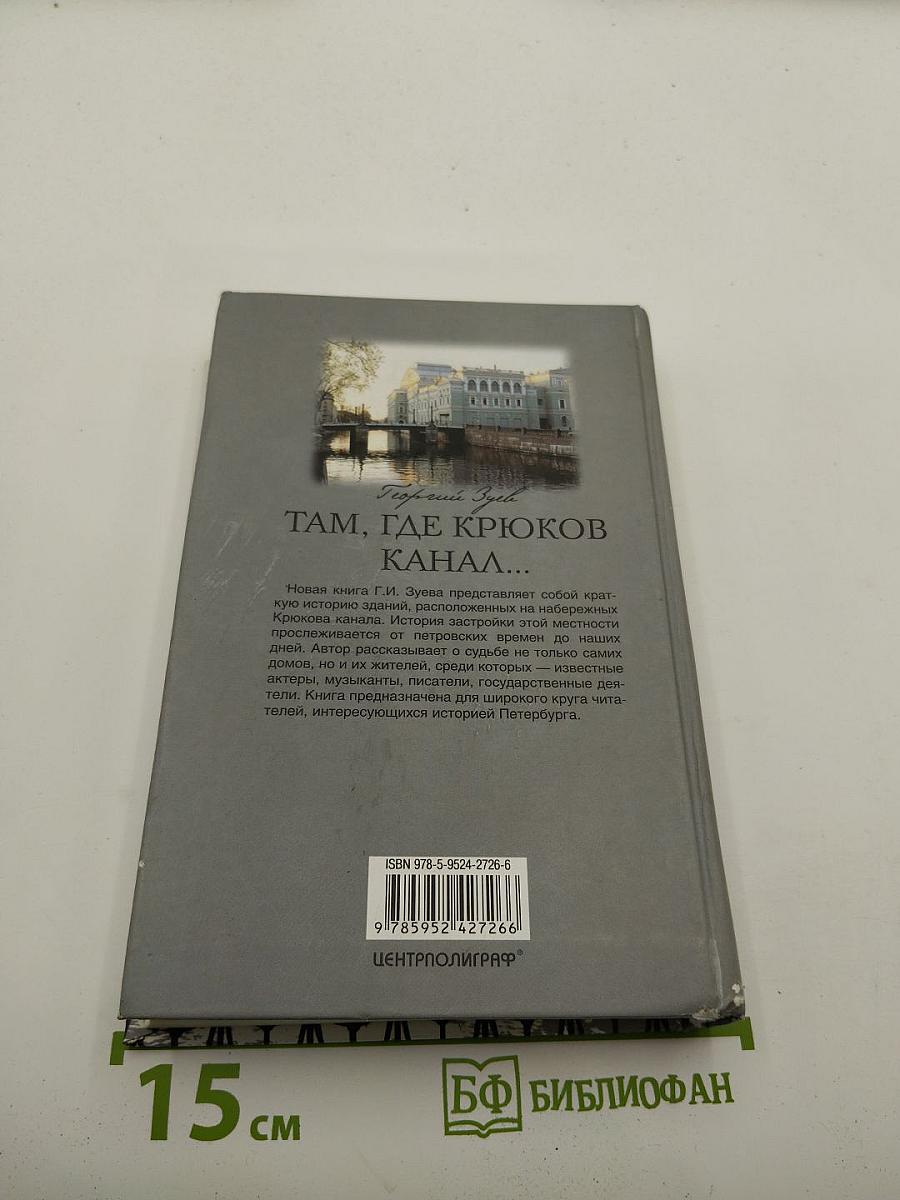 Георгий Зуев
ТАМ, ГДЕ КРЮКОВ
КАНАЛ...
Новая книга Г.И. Зуева представляет собой крат-
кую историю зданий, расположенных на набережных
Крюкова канала. История застройки этой местности
прослеживается от петровских времен до наших
дней. Автор рассказывает о судьбе не только самих
домов, но и их жителей, среди которых — известные
актеры, музыканты, писатели, государственные дея-
тели. Книга предназначена для широкого круга чита-
телей, интересующихся историей Петербурга.
ISBN 978-5-9524-2726-6
9 785952 427266
ЦЕНТРПОЛИГРАФ®
15 см
БФ БИБЛИОФАН